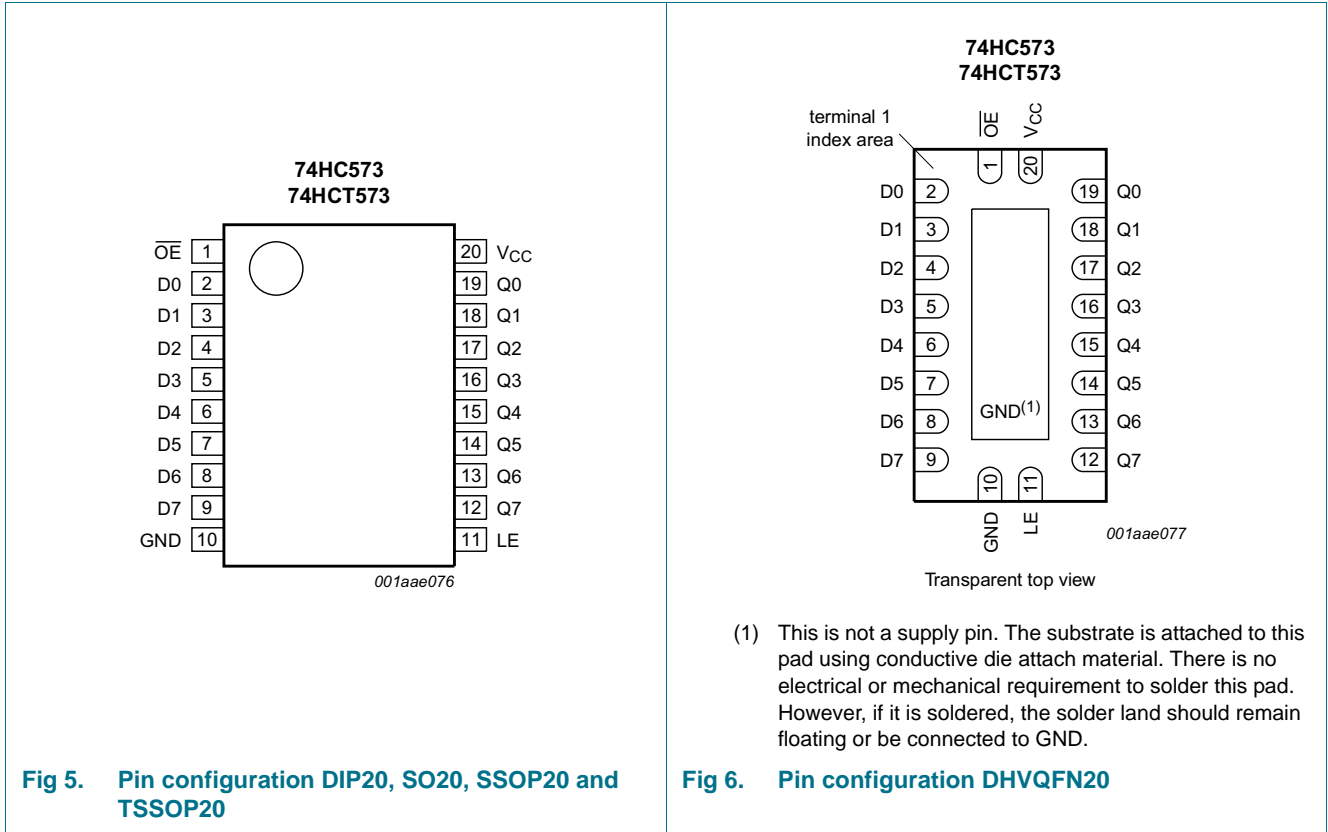 74HC573
74HCT573
OE 1
D0 2
D1 3
D2 4
D3 5
D4 6
D5 7
D6 8
D7 9
GND 10
20 VCC
19 Q0
18 Q1
17 Q2
16 Q3
15 Q4
14 Q5
13 Q6
12 Q7
11 LE
001aae076
Fig 5. Pin configuration DIP20, SO20, SSOP20 and
TSSOP20
74HC573
74HCT573
terminal 1
index area
OE
VCC
1
20
D0 2
D1 3
D2 4
D3 5
D4 6
D5 7
D6 8
D7 9
19 Q0
18 Q1
17 Q2
16 Q3
15 Q4
14 Q5
13 Q6
12 Q7
GND(1)
10
11
GND
LE
001aae077
Transparent top view
(1) This is not a supply pin. The substrate is attached to this
pad using conductive die attach material. There is no
electrical or mechanical requirement to solder this pad.
However, if it is soldered, the solder land should remain
floating or be connected to GND.
Fig 6. Pin configuration DHVQFN20